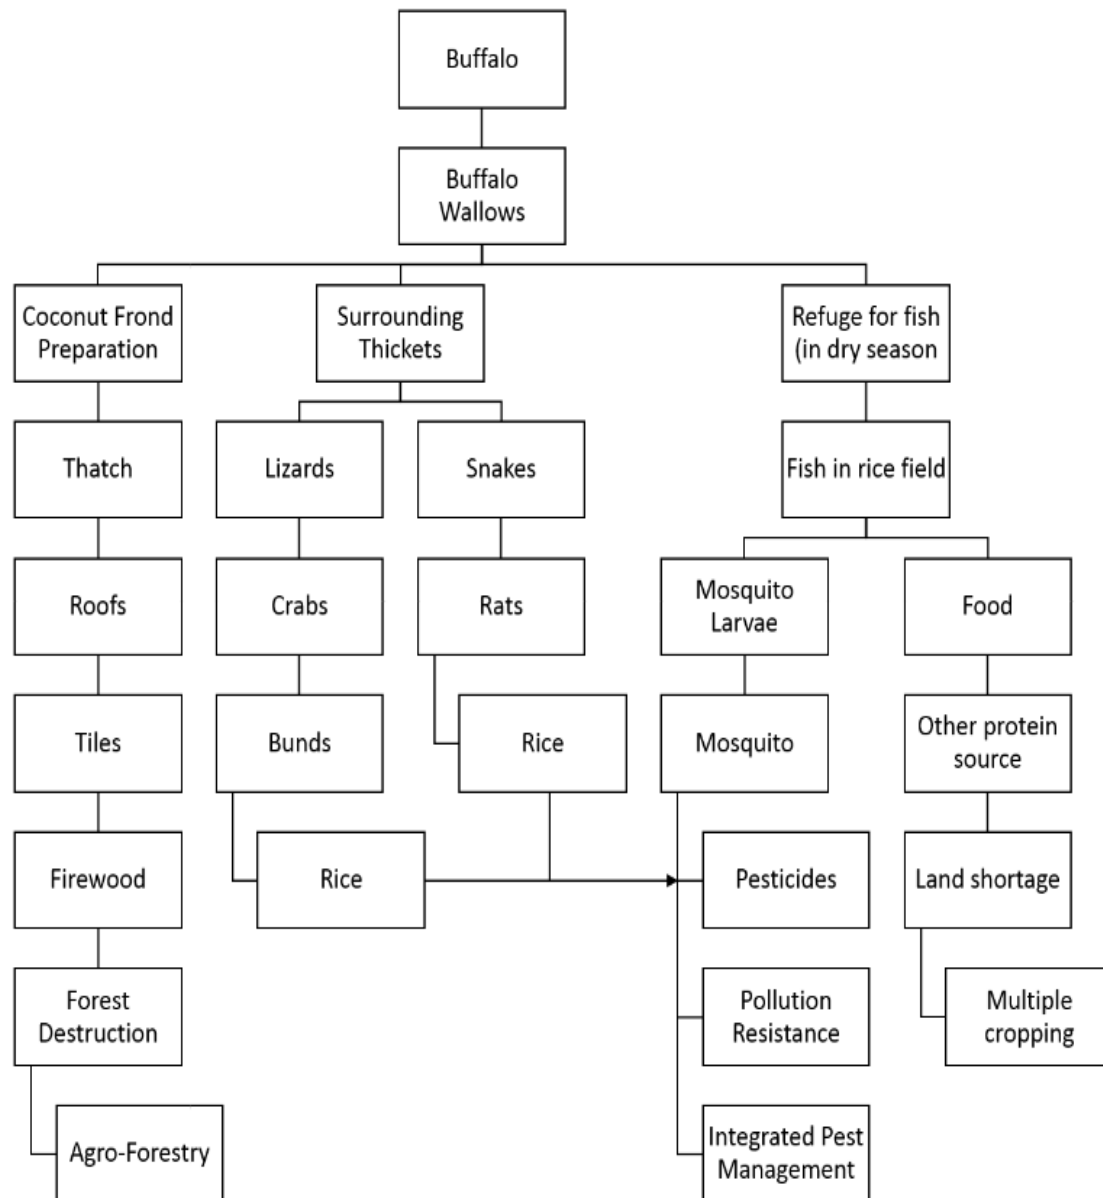 Buffalo
Buffalo
Wallows
Coconut Frond
Preparation
Surrounding
Thickets
Refuge for fish
(in dry season
Thatch
Lizards
Snakes
Fish in rice field
Roofs
Crabs
Rats
Mosquito
Larvae
Food
Tiles
Bunds
Rice
Mosquito
Other protein
source
Firewood
Rice
Pesticides
Land shortage
Forest
Destruction
Pollution
Resistance
Multiple
cropping
Agro-Forestry
Integrated Pest
Management